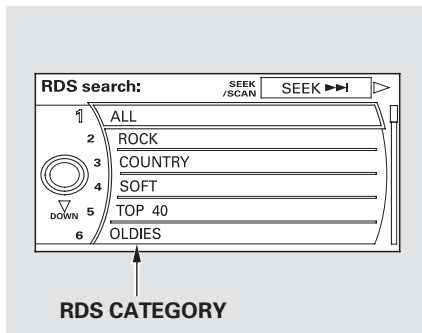 RDS search:
SEEK
/SCAN
SEEK ▶▶I
1 ALL
2 ROCK
3 COUNTRY
4 SOFT
DOWN
5 TOP 40
6 OLDIES
RDS CATEGORY